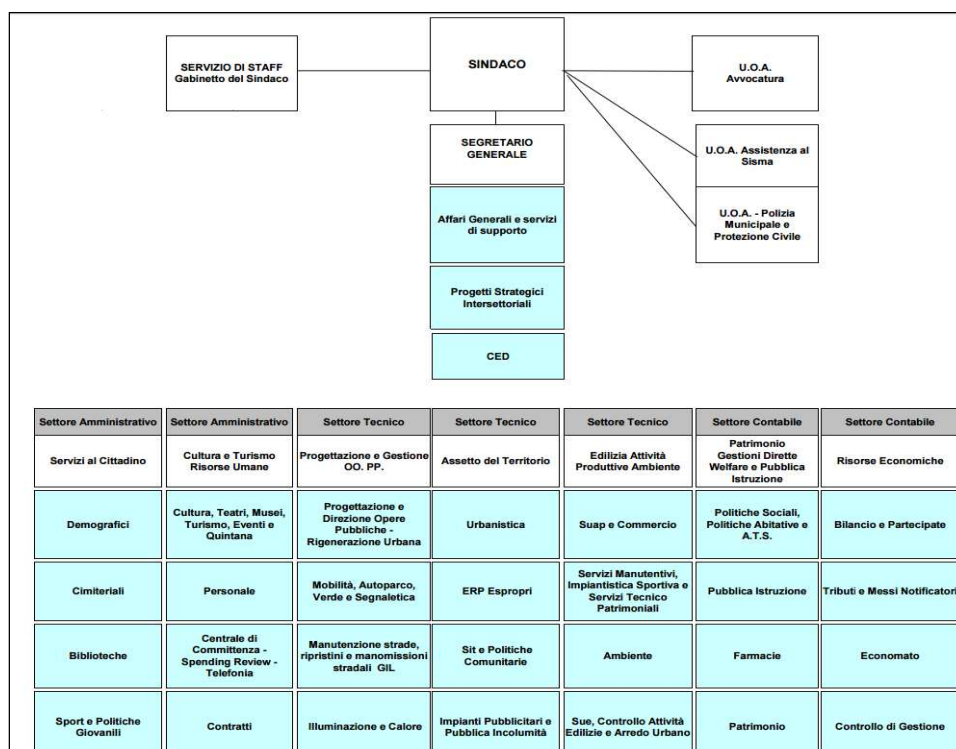 SERVIZIO DI STAFF
Gabinetto del Sindaco
SINDACO
U.O.A.
Avvocatura
SEGRETARIO
GENERALE
U.O.A. Assistenza al
Sisma
Affari Generali e servizi
di supporto
U.O.A. - Polizia
Municipale e
Protezione Civile
Progetti Strategici
Intersettoriali
CED
Settore Amministrativo
Settore Amministrativo
Settore Tecnico
Settore Tecnico
Settore Tecnico
Settore Contabile
Settore Contabile
Servizi al Cittadino
Cultura e Turismo
Risorse Umane
Progettazione e Gestione
OO. PP.
Assetto del Territorio
Edilizia Attività
Produttive Ambiente
Patrimonio
Gestioni Dirette
Welfare e Pubblica
Istruzione
Risorse Economiche
Demografici
Cultura, Teatri, Musei,
Turismo, Eventi e
Quintana
Progettazione e
Direzione Opere
Pubbliche -
Rigenerazione Urbana
Urbanistica
Suap e Commercio
Politiche Sociali,
Politiche Abitative e
A.T.S.
Bilancio e Partecipate
Cimiteriali
Personale
Mobilità, Autoparco,
Verde e Segnaletica
ERP Espropri
Servizi Manutentivi,
Impiantistica Sportiva e
Servizi Tecnico
Patrimoniali
Pubblica Istruzione
Tributi e Messi Notificatori
Biblioteche
Centrale di
Committenza -
Spending Review -
Telefonia
Manutenzione strade,
ripristini e manomissioni
stradali GIL
Sit e Politiche
Comunitarie
Ambiente
Farmacie
Economato
Sport e Politiche
Giovanili
Contratti
Illuminazione e Calore
Impianti Pubblicitari e
Pubblica Incolumità
Sue, Controllo Attività
Edilizie e Arredo Urbano
Patrimonio
Controllo di Gestione